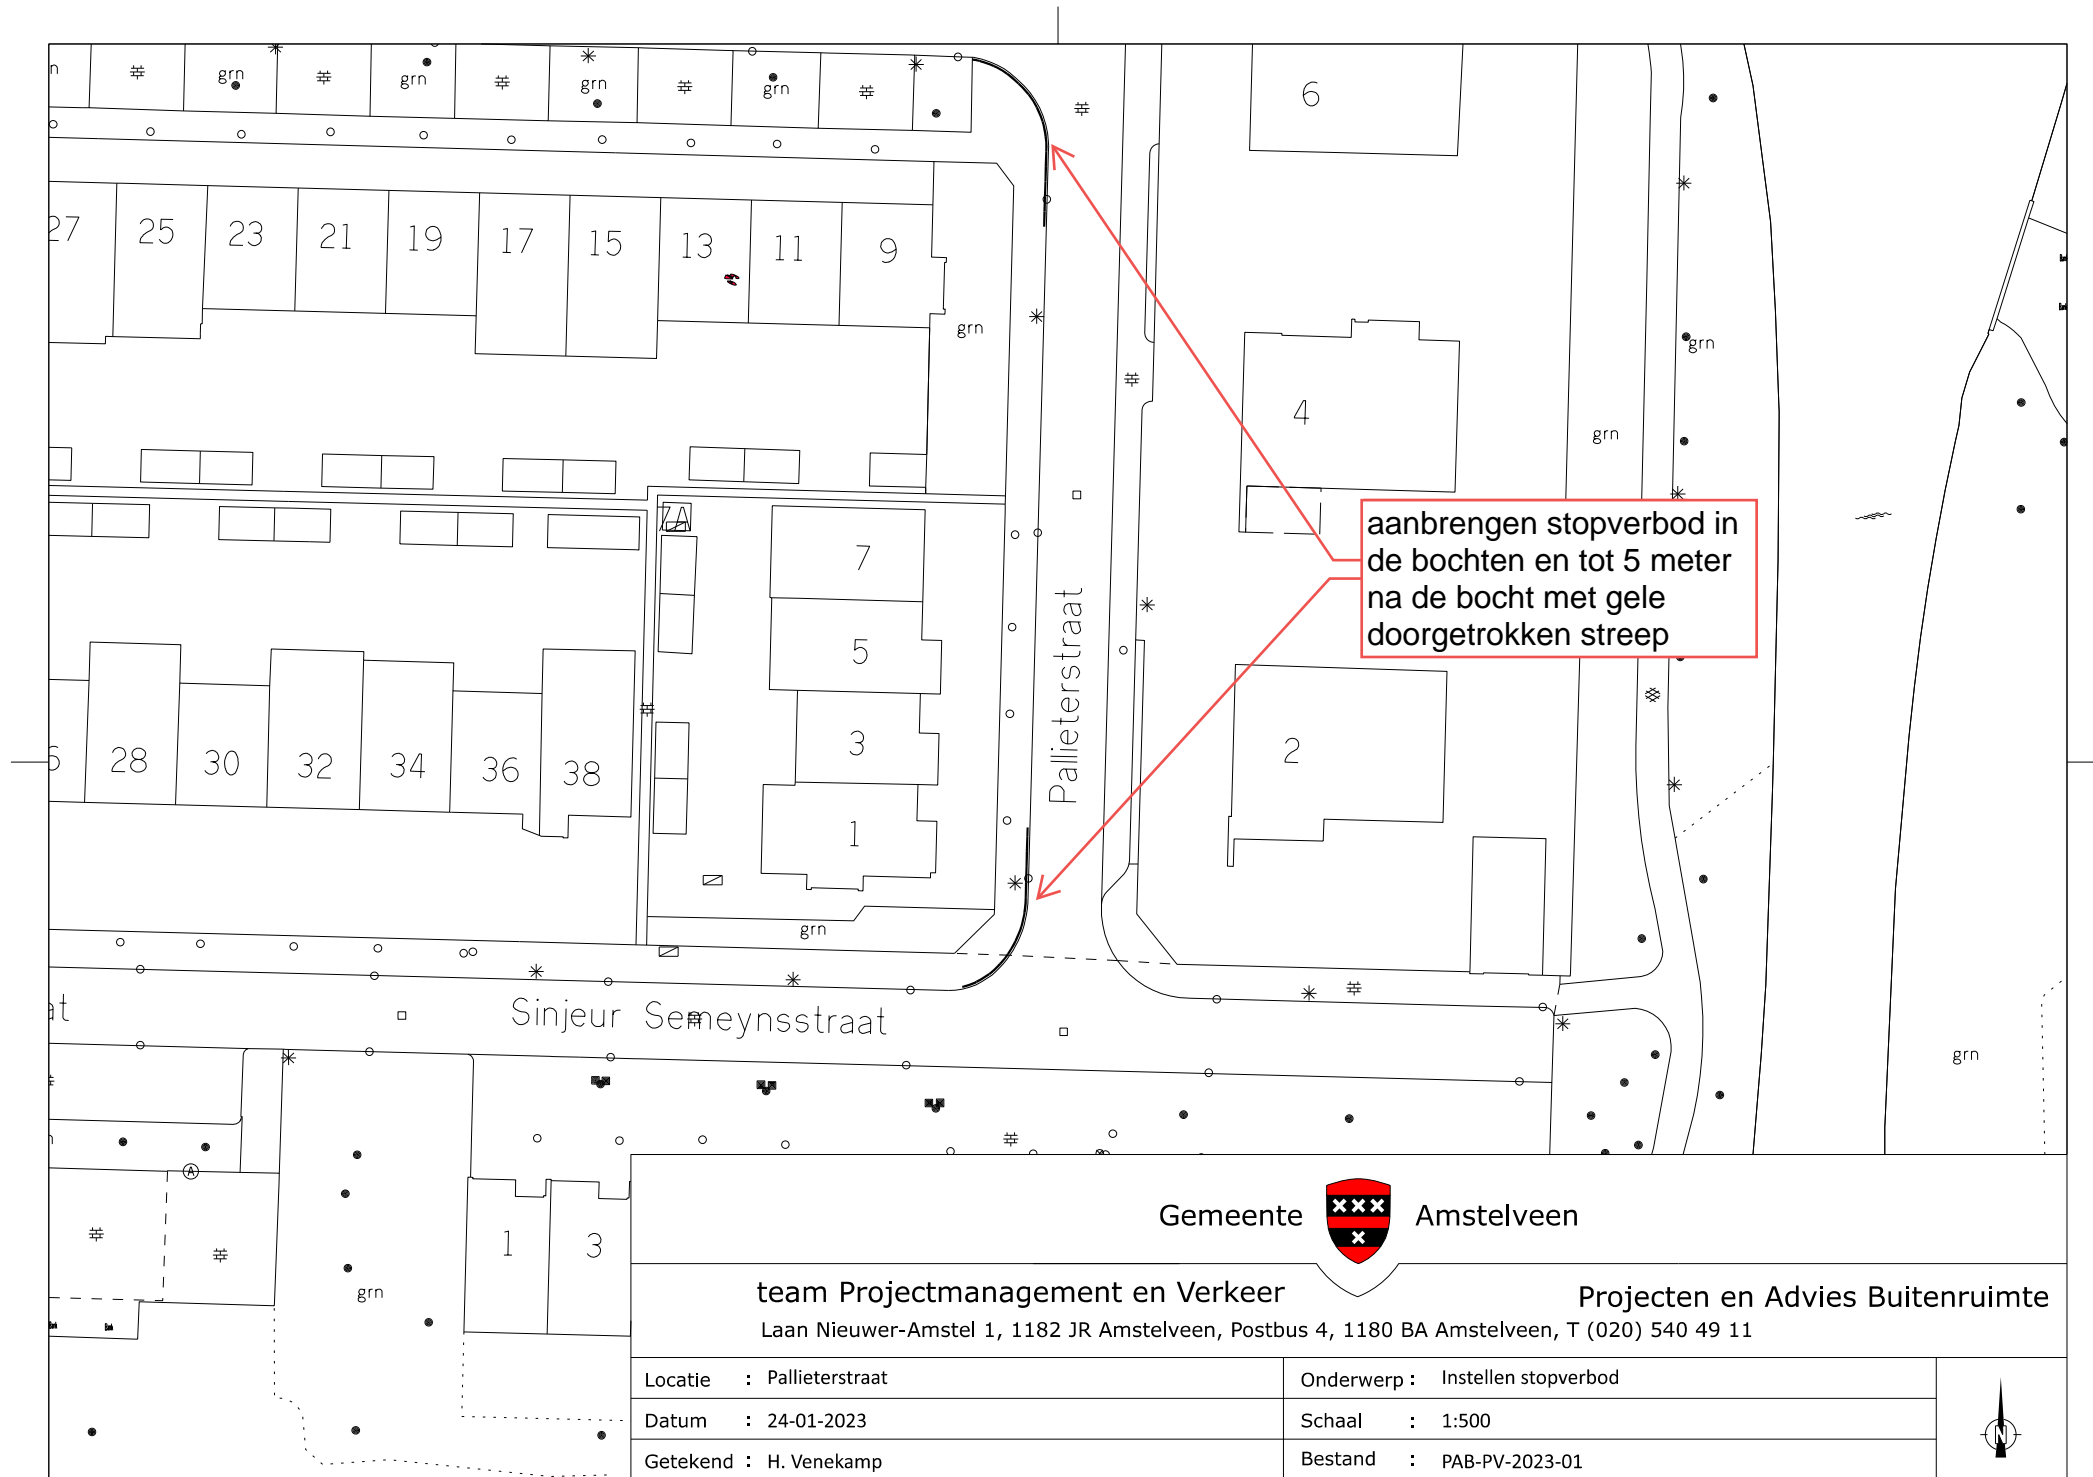 grn grn grn grn
6
27 25 23 21 19 17 15 13 11 9
grn
grn
4
grn
7A
7
aanbrengen stopverbod in
de bochten en tot 5 meter
na de bocht met gele
doorgetrokken streep
5
Pallieterstraat
3
2
28 30 32 34 36 38
1
grn
Sinjeur Semeynsstraat
grn
A
1 3
grn
Gemeente Amstelveen
team Projectmanagement en Verkeer
Projecten en Advies Buitenruimte
Laan Nieuwer-Amstel 1, 1182 JR Amstelveen, Postbus 4, 1180 BA Amstelveen, T (020) 540 49 11
Locatie : Pallieterstraat
Onderwerp : Instellen stopverbod
Datum : 24-01-2023
Schaal : 1:500
Getekend : H. Venekamp
Bestand : PAB-PV-2023-01
N